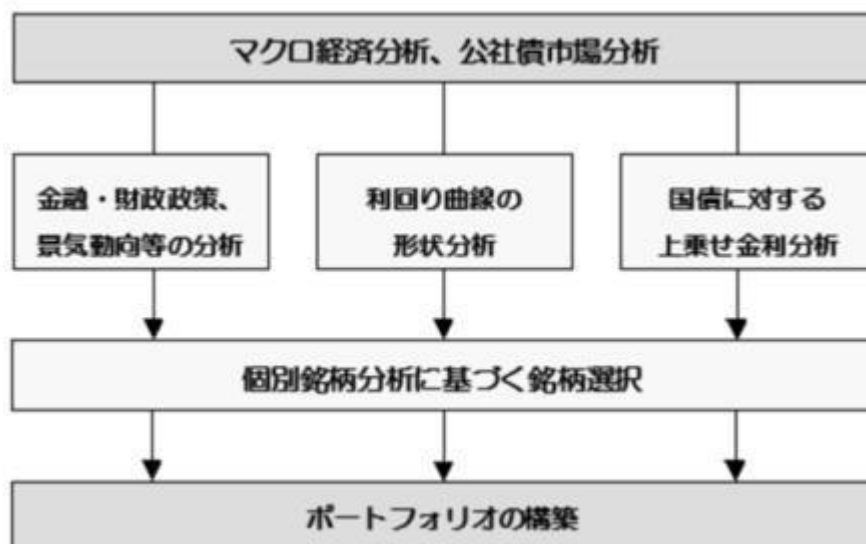 マクロ経済分析、公社債市場分析
金融・財政政策、
景気動向等の分析
利回り曲線の
形状分析
国債に対する
上乗せ金利分析
個別銘柄分析に基づく銘柄選択
ポートフォリオの構築